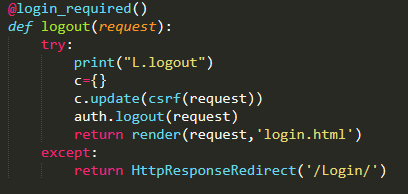 @login_required()
def logout(request):
    try:
        print("L.logout")
        c={}
        c.update(csrf(request))
        auth.logout(request)
        return render(request,'login.html')
    except:
        return HttpResponseRedirect('/Login/')